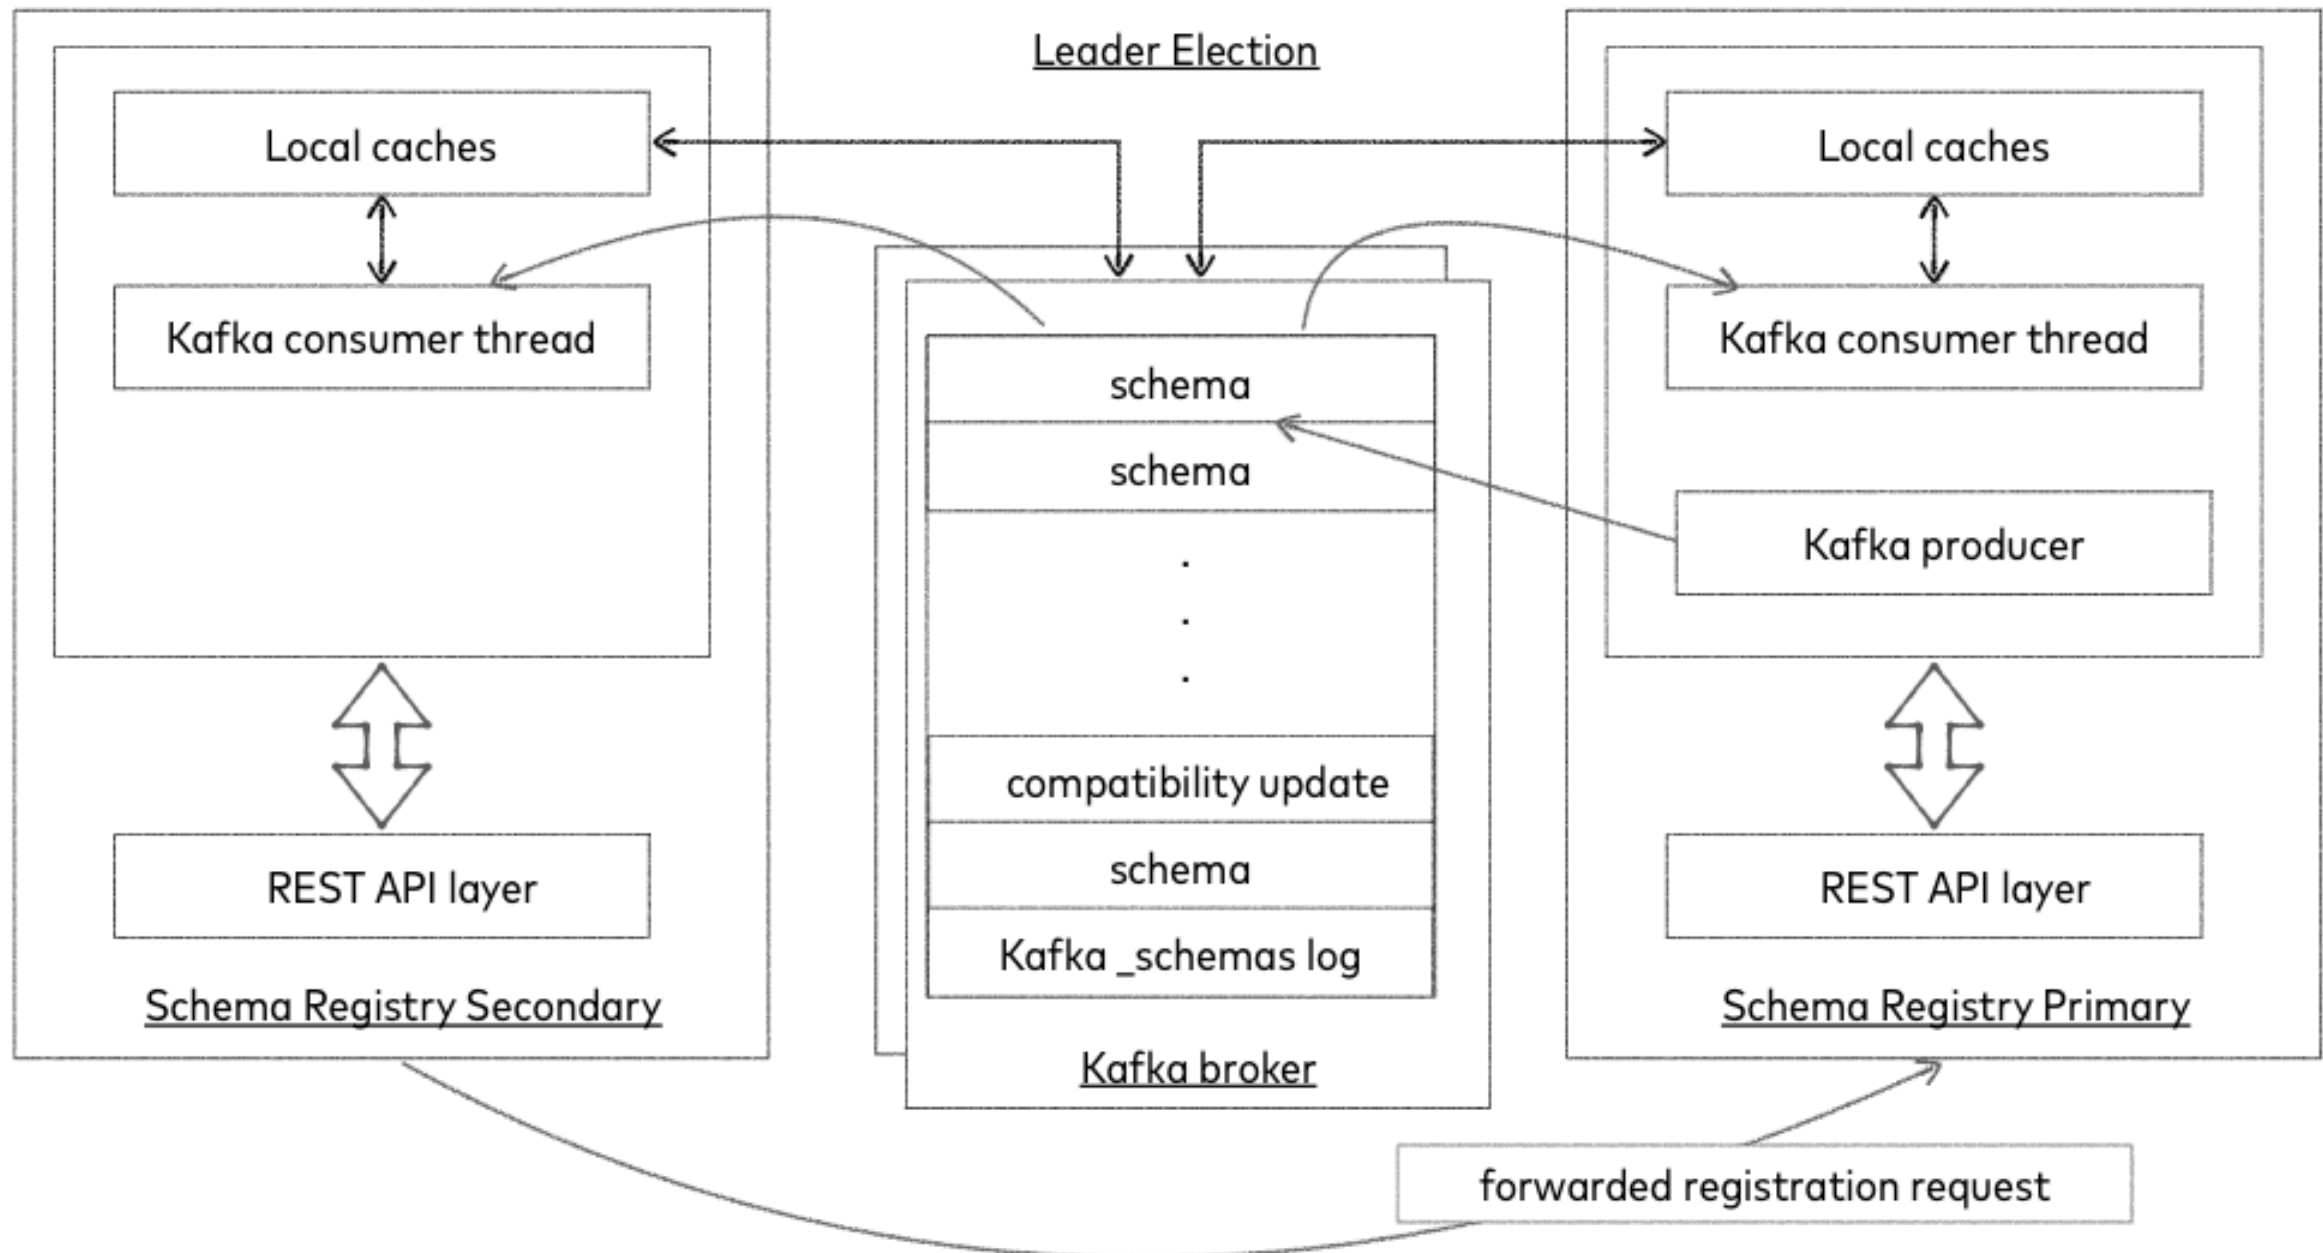 Leader Election
Local caches
Kafka consumer thread
REST API layer
Schema Registry Secondary
schema
schema
.
.
.
compatibility update
schema
Kafka _schemas log
Kafka broker
Local caches
Kafka consumer thread
Kafka producer
REST API layer
Schema Registry Primary
forwarded registration request